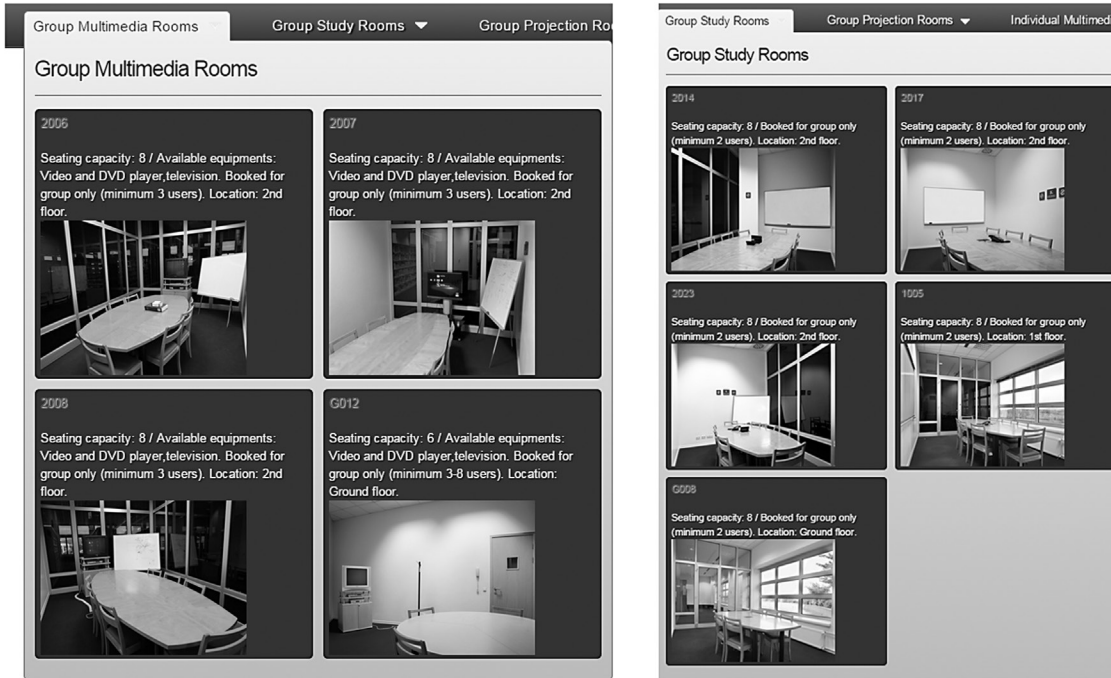 Group Multimedia Rooms
Group Study Rooms
Group Projection Ro
Group Multimedia Rooms
2006
Seating capacity: 8 / Available equipments:
Video and DVD player,television. Booked for
group only (minimum 3 users). Location: 2nd
floor.
2007
Seating capacity: 8 / Available equipments:
Video and DVD player,television. Booked for
group only (minimum 3 users). Location: 2nd
floor.
2008
Seating capacity: 8 / Available equipments:
Video and DVD player,television. Booked for
group only (minimum 3 users). Location: 2nd
floor.
G012
Seating capacity: 6 / Available equipments:
Video and DVD player,television. Booked for
group only (minimum 3-8 users). Location:
Ground floor.
Group Study Rooms
Group Projection Rooms
Individual Multimedi
Group Study Rooms
2014
Seating capacity: 8 / Booked for group only
(minimum 2 users). Location: 2nd floor.
2017
Seating capacity: 8 / Booked for group only
(minimum 2 users). Location: 2nd floor.
2023
Seating capacity: 8 / Booked for group only
(minimum 2 users). Location: 2nd floor.
1005
Seating capacity: 8 / Booked for group only
(minimum 2 users). Location: 1st floor.
G008
Seating capacity: 8 / Booked for group only
(minimum 2 users). Location: Ground floor.